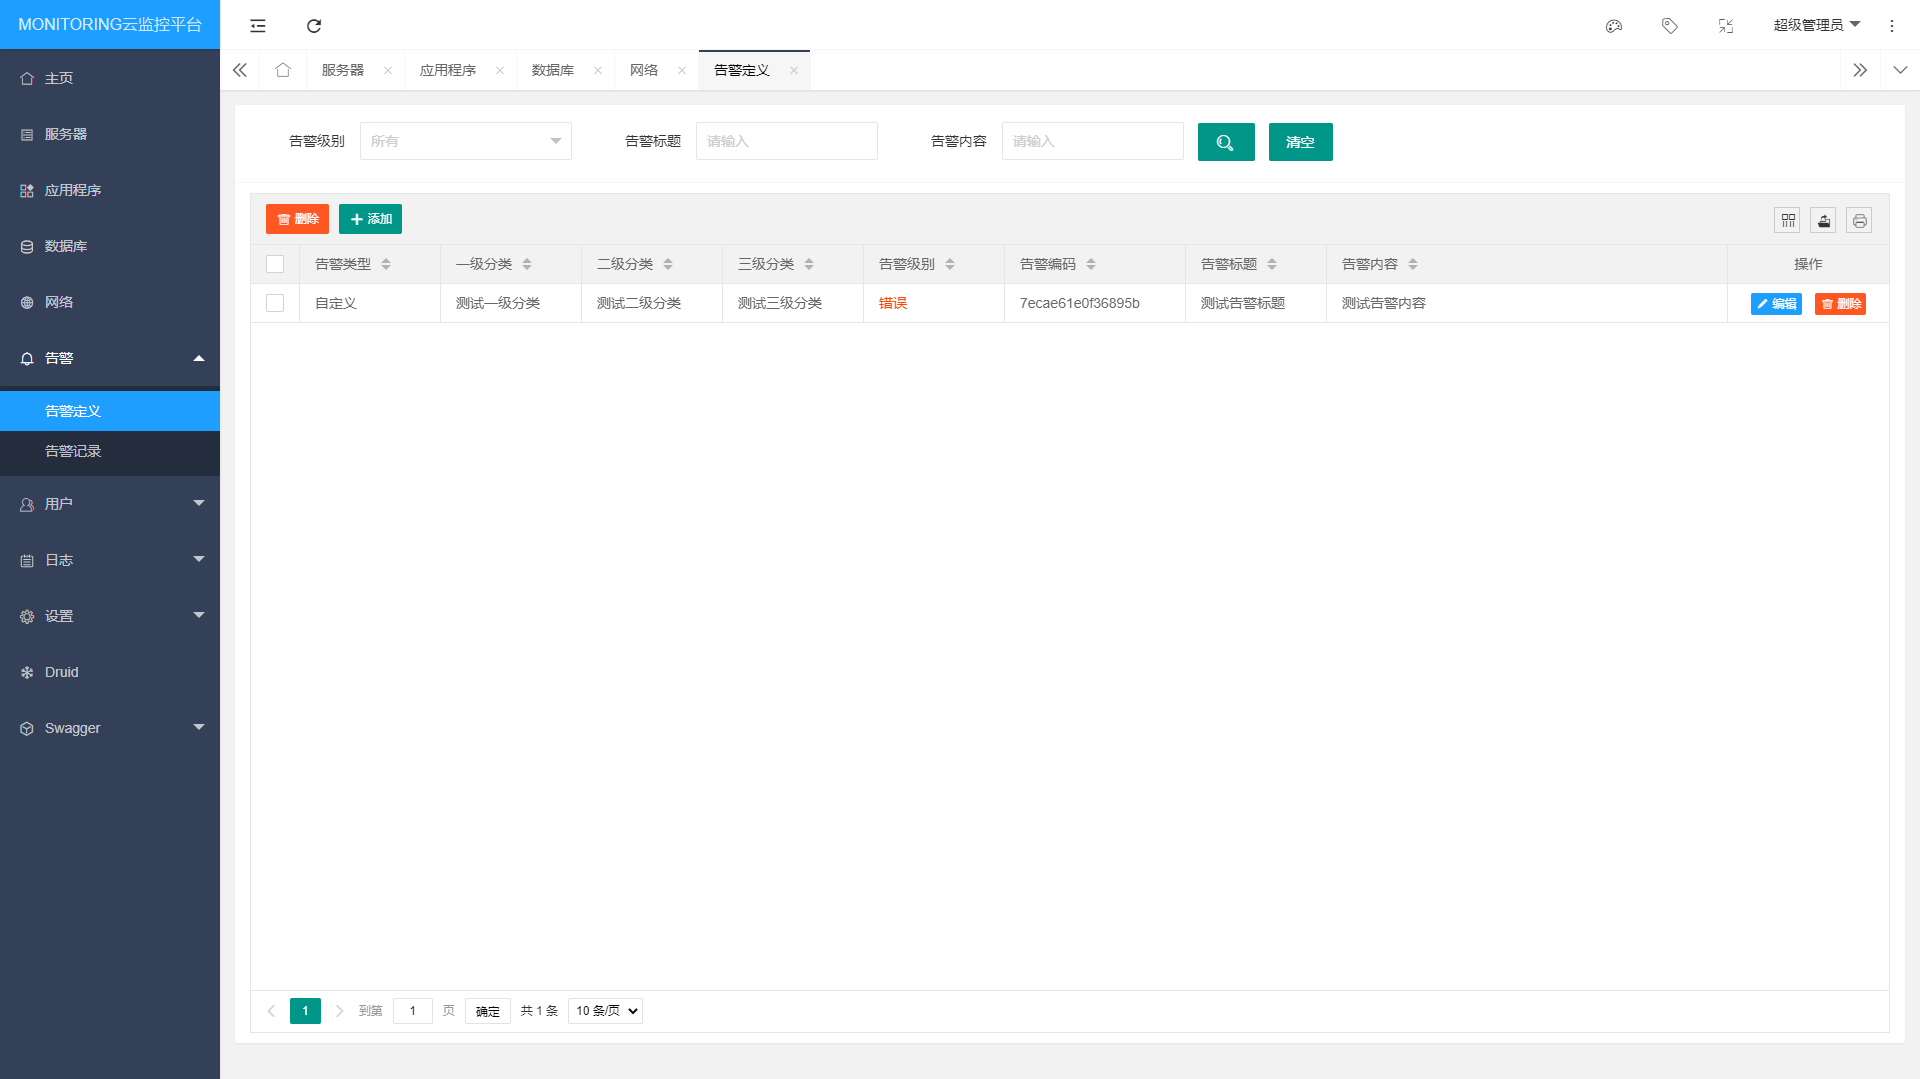 MONITORING云监控平台
超级管理员
主页
服务器
应用程序
数据库
网络
告警
告警定义
告警记录
用户
日志
设置
Druid
Swagger
服务器
应用程序
数据库
网络
告警定义
告警级别 所有 告警标题 请输入 告警内容 请输入 清空
删除 添加
告警类型 一级分类 二级分类 三级分类 告警级别 告警编码 告警标题 告警内容 操作
自定义 测试一级分类 测试二级分类 测试三级分类 错误 7ecae61e0f36895b 测试告警标题 测试告警内容 编辑 删除
1 到第 1 页 确定 共 1 条 10 条/页